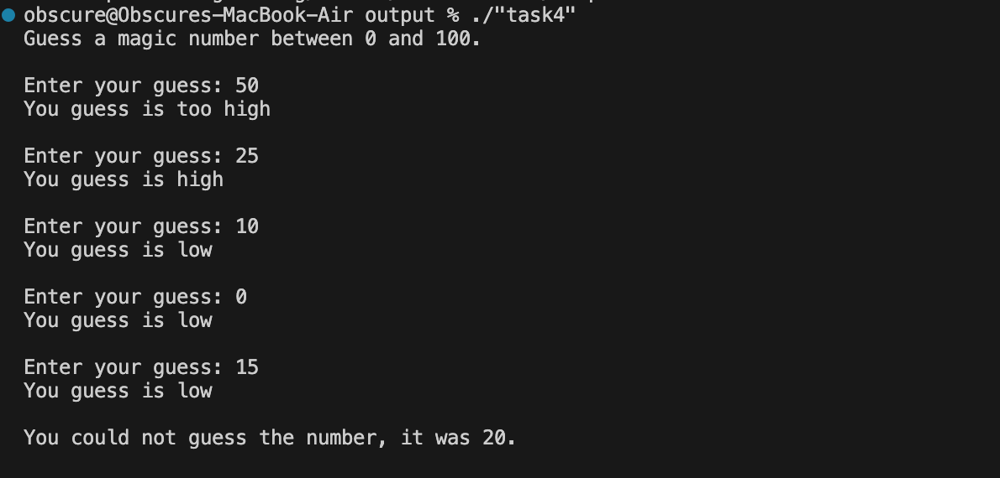 obscure@Obscures-MacBook-Air output % ./"task4"
Guess a magic number between 0 and 100.
Enter your guess: 50
You guess is too high
Enter your guess: 25
You guess is high
Enter your guess: 10
You guess is low
Enter your guess: 0
You guess is low
Enter your guess: 15
You guess is low
You could not guess the number, it was 20.